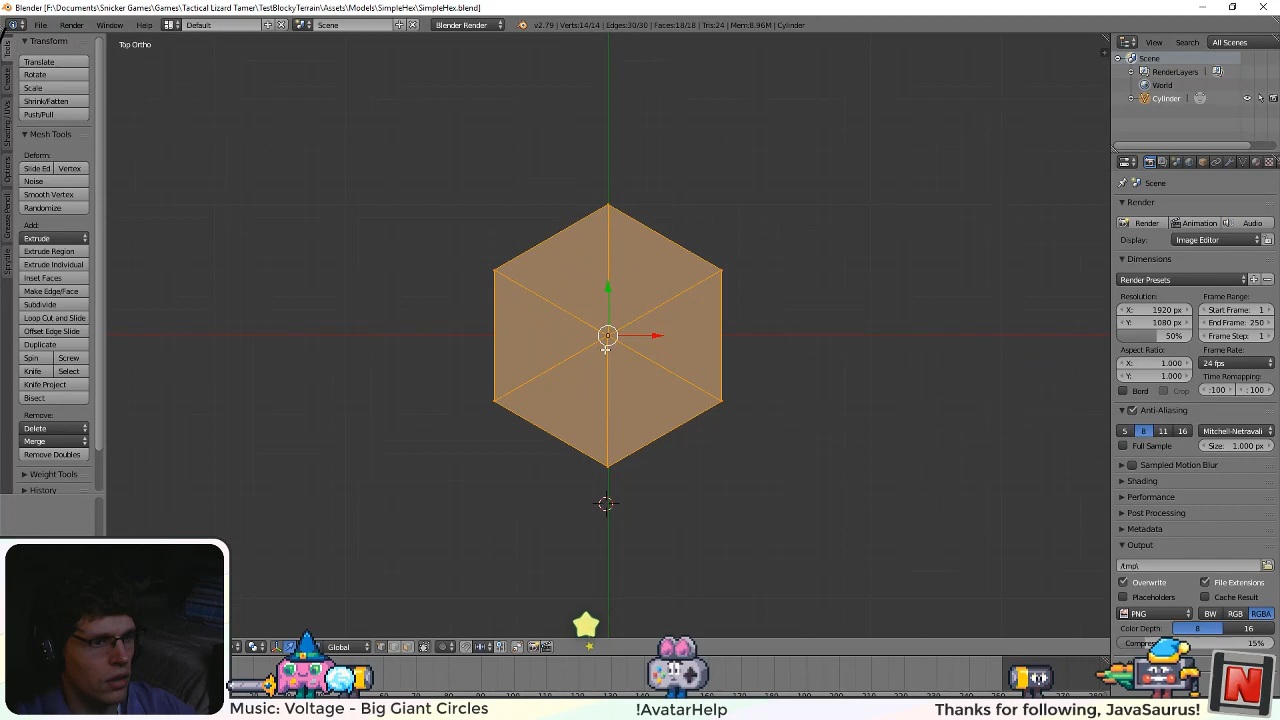 Blender [F:\Documents\Snicker Games\Games\Tactical Lizard Tamer\TestBlockyTerrain\Assets\Models\SimpleHex\SimpleHex.blend]
File Render Window Help Default Scene Blender Render v2.79 | Verts:14/14 | Edges:30/30 | Faces:18/18 | Tris:24 | Mem:8.96M | Cylinder
Top Ortho
View Search All Scenes
Scene
RenderLayers
World
Cylinder
Tools
Create
Shading / UVs
Options
Grease Pencil
Transform
Translate
Rotate
Scale
Shrink/Fatten
Push/Pull
Mesh Tools
Deform:
Slide Ed Vertex
Noise
Smooth Vertex
Randomize
Add:
Extrude
Extrude Region
Extrude Individual
Inset Faces
Make Edge/Face
Subdivide
Loop Cut and Slide
Offset Edge Slide
Duplicate
Spin Screw
Knife Select
Knife Project
Bisect
Remove:
Delete
Merge
Remove Doubles
Weight Tools
History
Scene
Render
Render Animation Audio
Display: Image Editor
Dimensions
Render Presets
Resolution: Frame Range:
X: 1920 px Start Frame: 1
Y: 1080 px End Frame: 250
50% Frame Step: 1
Aspect Ratio: Frame Rate:
X: 1.000 24 fps
Y: 1.000 Time Remapping:
Bord Crop :100 : 100
Anti-Aliasing
5 8 11 16 Mitchell-Netravali
Full Sample Size: 1.000 px
Sampled Motion Blur
Shading
Performance
Post Processing
Metadata
Output
/tmp\
Overwrite File Extensions
Placeholders Cache Result
PNG BW RGB RGBA
Color Depth: 8 16
15%
Global
Music: Voltage - Big Giant Circles !AvatarHelp Thanks for following, JavaSaurus!
N